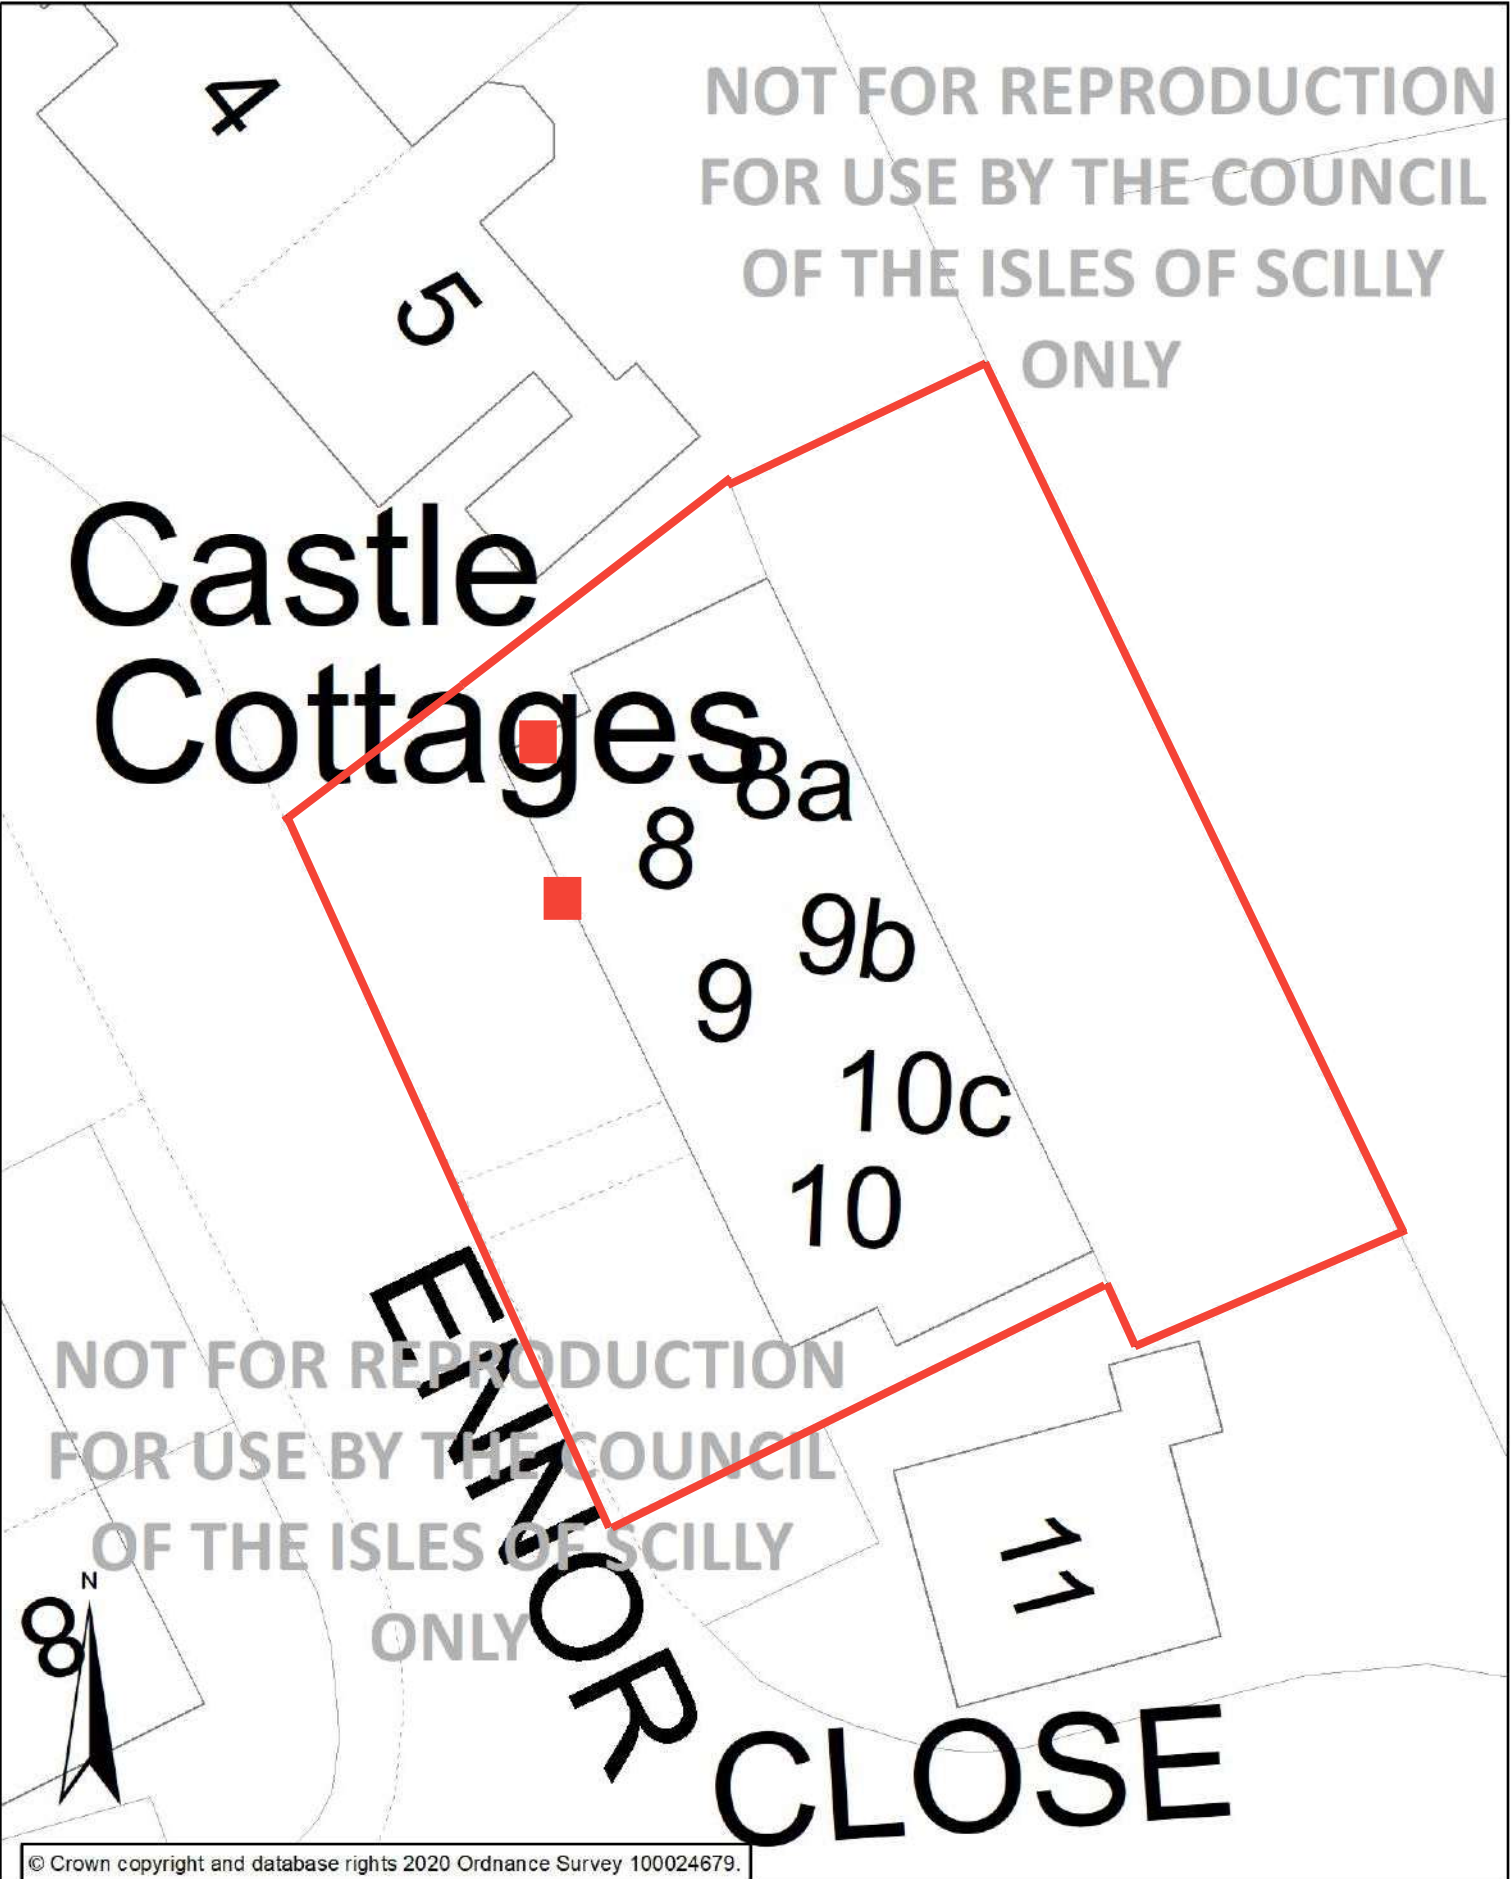 4
NOT FOR REPRODUCTION
FOR USE BY THE COUNCIL
OF THE ISLES OF SCILLY
ONLY
5
Castle
Cottages
8a
8
9b
9
10c
10
ENNOR
CLOSE
NOT FOR REPRODUCTION
FOR USE BY THE COUNCIL
OF THE ISLES OF SCILLY
ONLY
11
N
8
© Crown copyright and database rights 2020 Ordnance Survey 100024679.